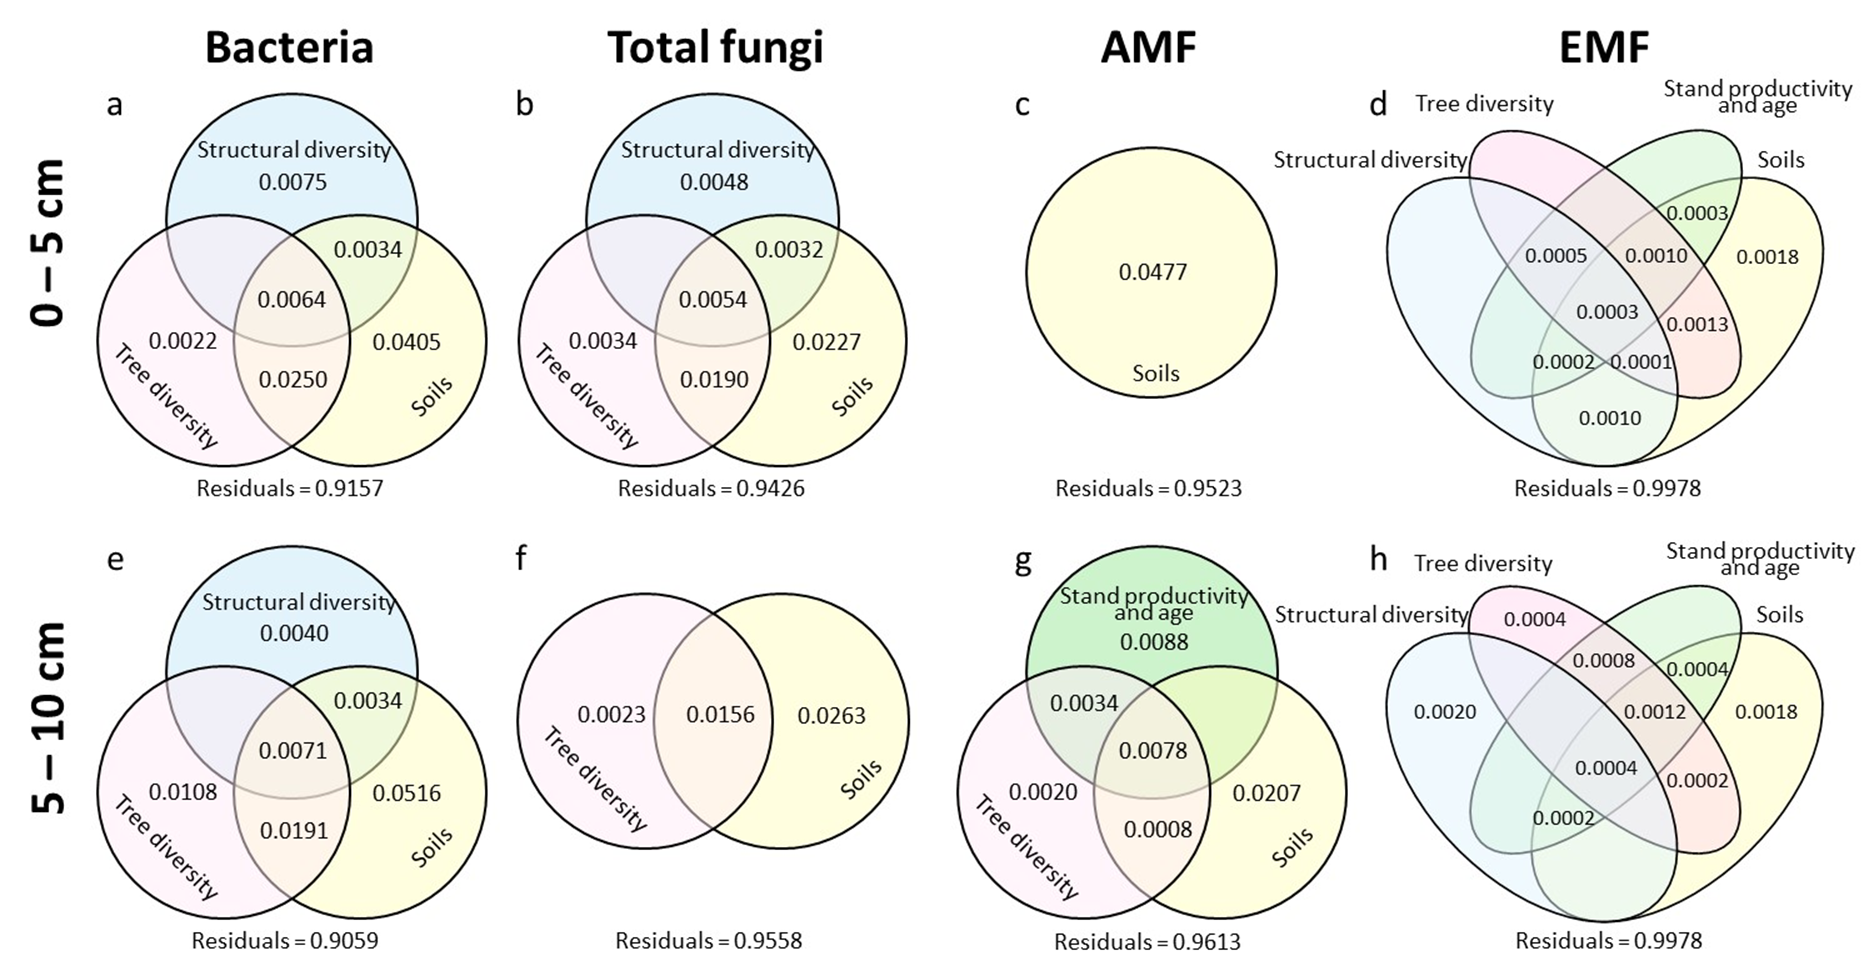 Bacteria
Total fungi
AMF
EMF
0 – 5 cm
a
Structural diversity
0.0075
0.0034
0.0064
0.0022
0.0405
0.0250
Tree diversity
Soils
Residuals = 0.9157
b
Structural diversity
0.0048
0.0032
0.0054
0.0034
0.0227
0.0190
Tree diversity
Soils
Residuals = 0.9426
c
0.0477
Soils
Residuals = 0.9523
d
Tree diversity
Stand productivity
and age
Structural diversity
Soils
0.0003
0.0005
0.0010
0.0018
0.0003
0.0013
0.0002
0.0001
0.0010
Residuals = 0.9978
5 – 10 cm
e
Structural diversity
0.0040
0.0034
0.0071
0.0108
0.0516
0.0191
Tree diversity
Soils
Residuals = 0.9059
f
0.0023
0.0156
0.0263
Tree diversity
Soils
Residuals = 0.9558
g
Stand productivity
and age
0.0088
0.0034
0.0078
0.0020
0.0207
0.0008
Tree diversity
Soils
Residuals = 0.9613
h
Tree diversity
Stand productivity
and age
Structural diversity
Soils
0.0004
0.0008
0.0004
0.0020
0.0012
0.0018
0.0004
0.0002
0.0002
Residuals = 0.9978